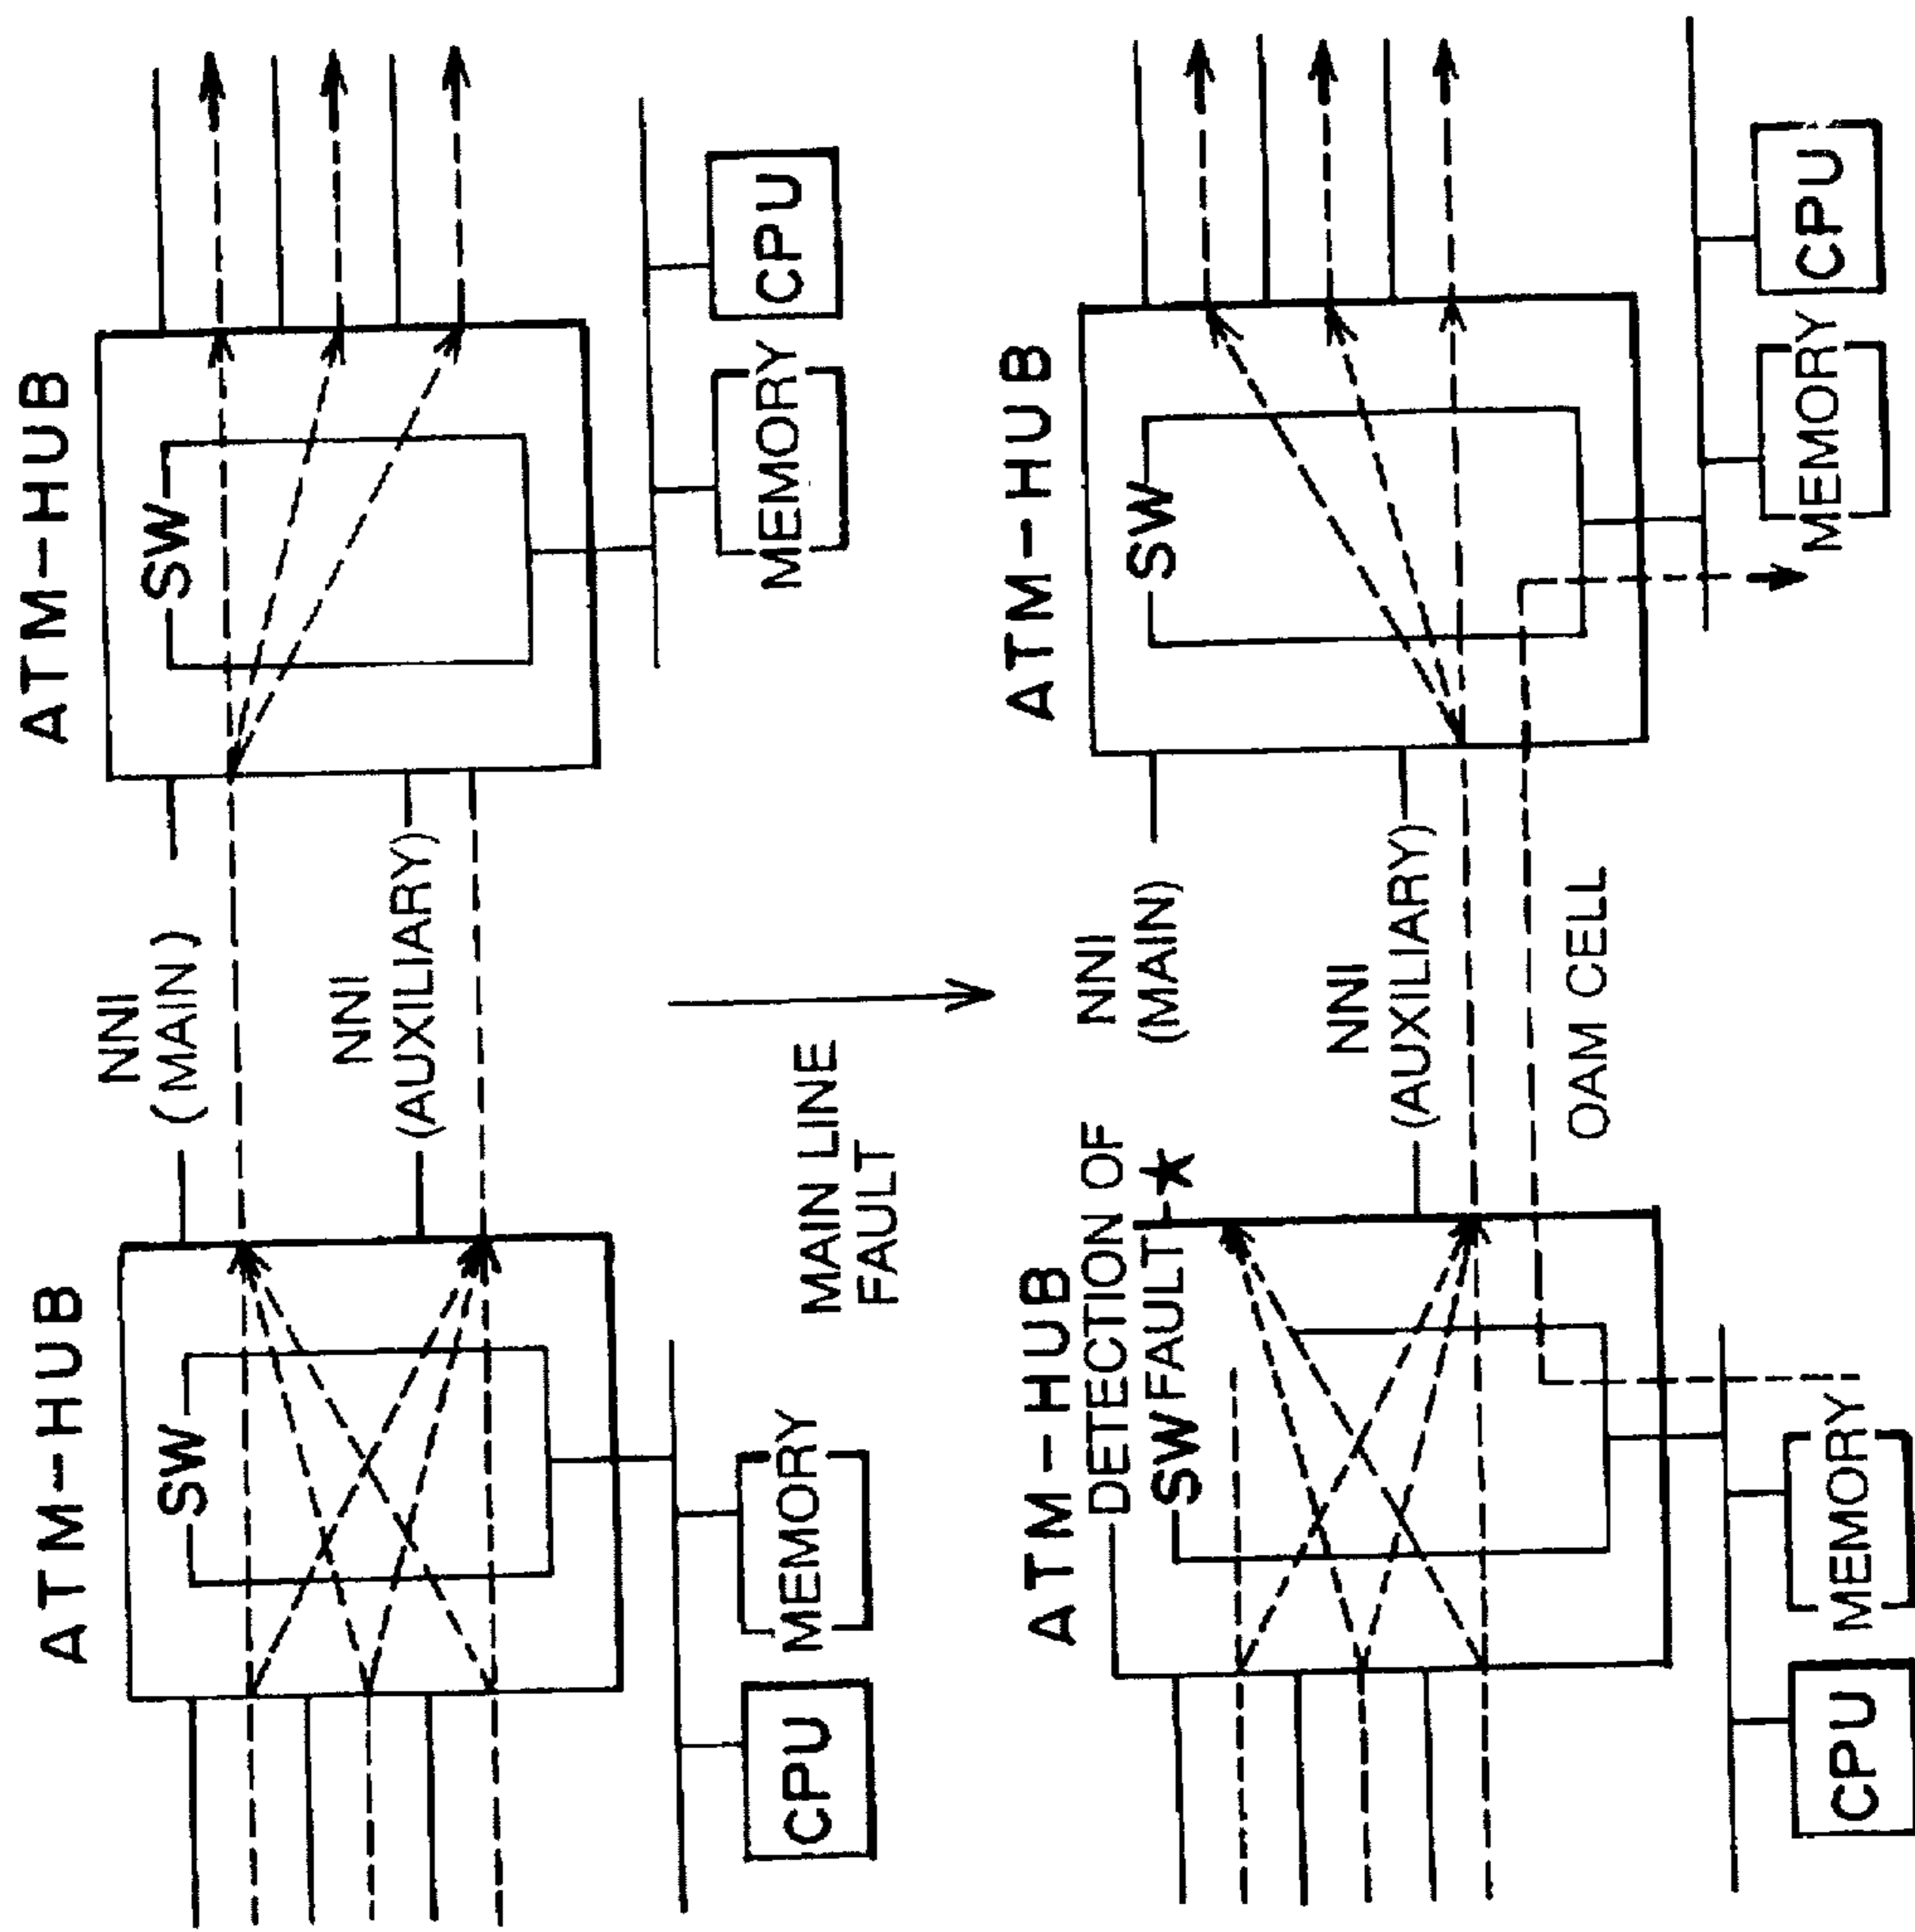 ATM-HUB
SW
CPU
MEMORY
NNI
(MAIN)
NNI
(AUXILIARY)
ATM-HUB
SW
MEMORY
CPU
MAIN LINE
FAULT
ATM-HUB
DETECTION OF
SW FAULT
CPU
MEMORY
NNI
(MAIN)
NNI
(AUXILIARY)
OAM CELL
ATM-HUB
SW
MEMORY
CPU